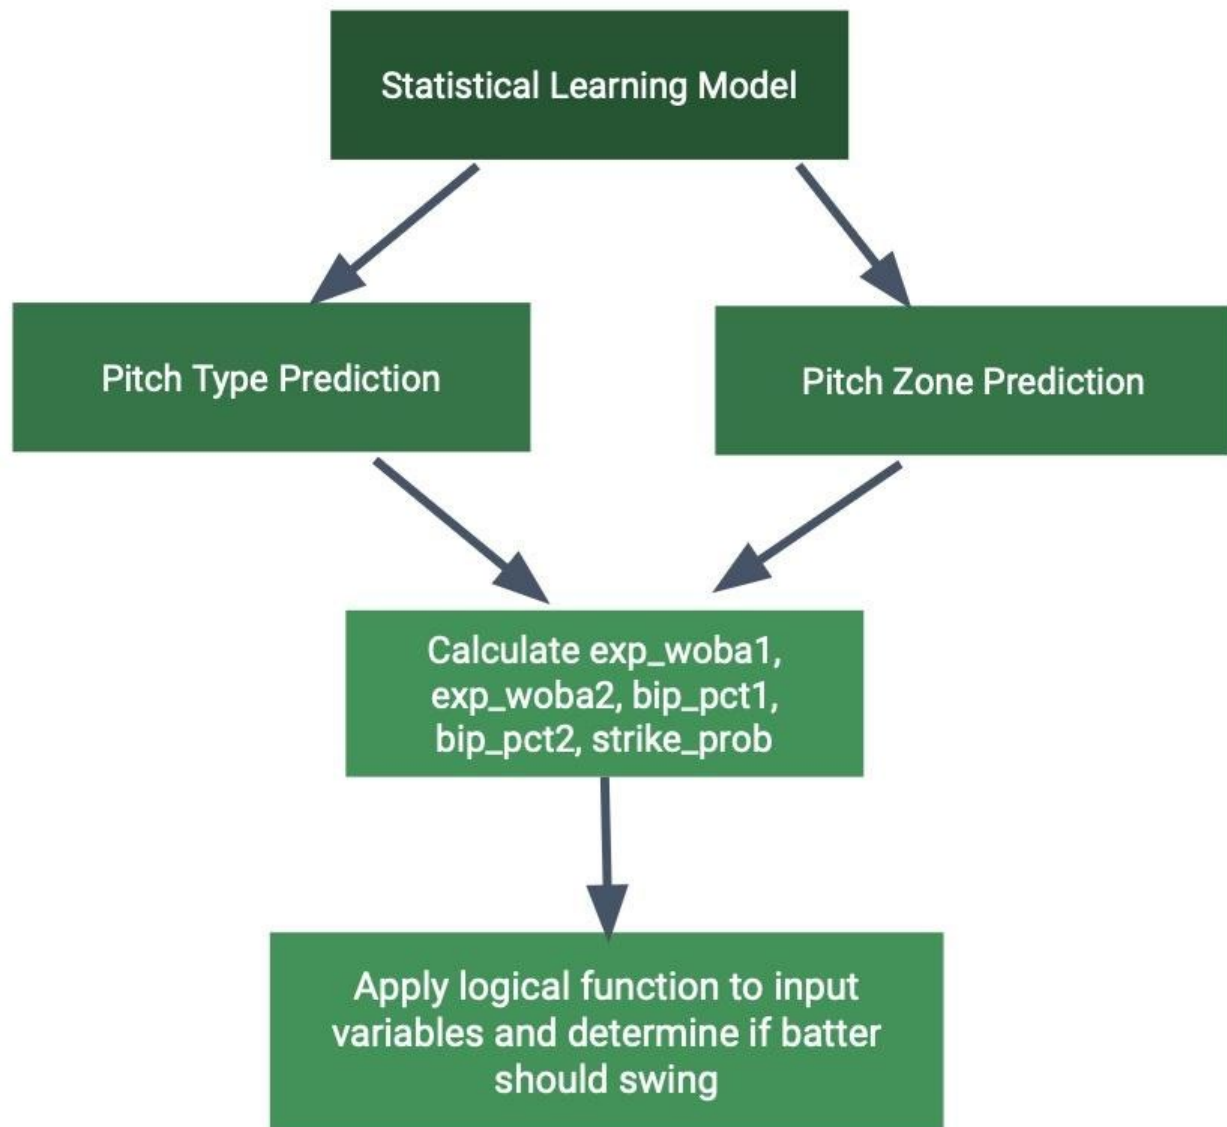 Statistical Learning Model
Pitch Type Prediction
Pitch Zone Prediction
Calculate exp_woba1,
exp_woba2, bip_pct1,
bip_pct2, strike_prob
Apply logical function to input
variables and determine if batter
should swing